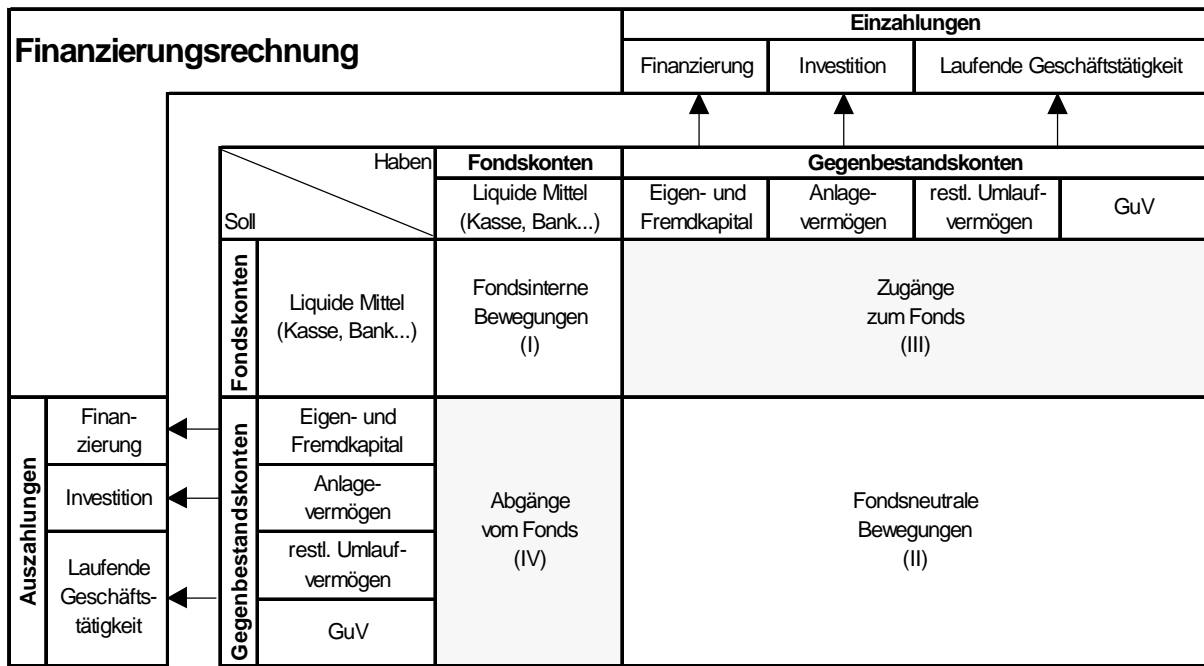 Einzahlungen
Finanzierungsrechnung
Finanzierung
Investition
Laufende Geschäftstätigkeit
Haben
Soll
Fondskonten
Gegenbestandskonten
Liquide Mittel
(Kasse, Bank...)
Eigen- und
Fremdkapital
Anlage-
vermögen
restl. Umlauf-
vermögen
GuV
Fondskonten
Liquide Mittel
(Kasse, Bank...)
Fondsinterne
Bewegungen
(I)
Zugänge
zum Fonds
(III)
Auszahlungen
Finan-
zierung
Investition
Laufende
Geschäfts-
tätigkeit
Gegenbestandskonten
Eigen- und
Fremdkapital
Anlage-
vermögen
restl. Umlauf-
vermögen
GuV
Abgänge
vom Fonds
(IV)
Fondsneutrale
Bewegungen
(II)